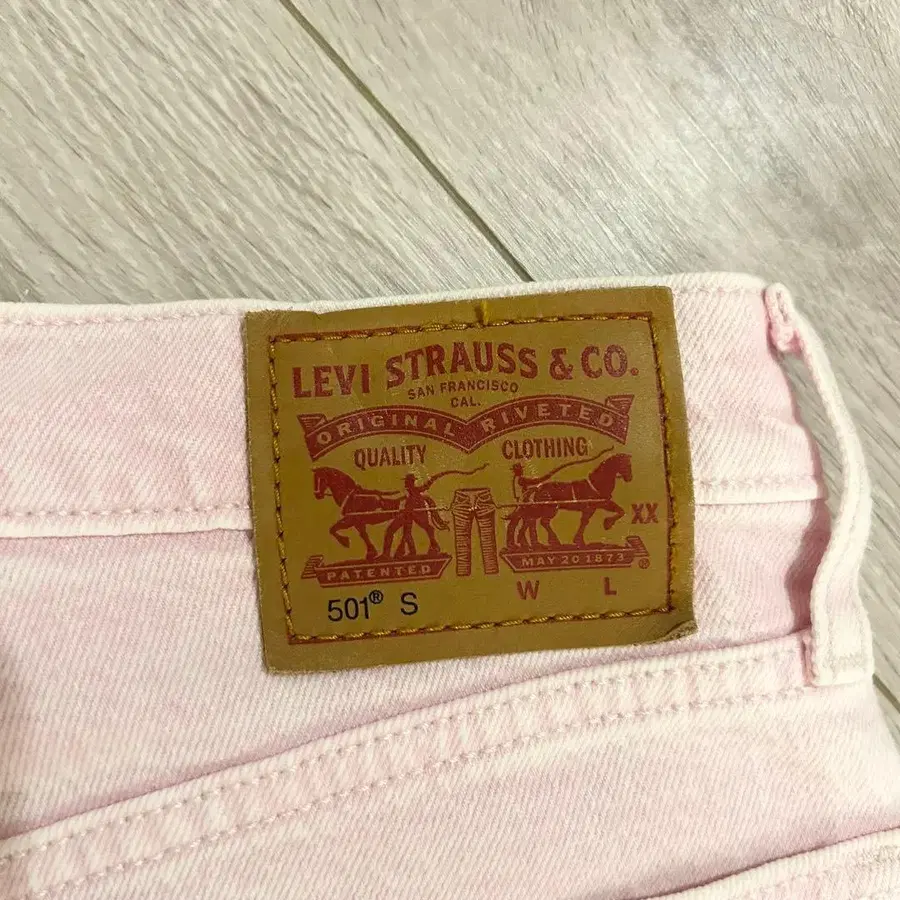 LEVI STRAUSS & CO.
SAN FRANCISCO
CAL.
ORIGINAL RIVETED
QUALITY CLOTHING
XX
PATENTED MAY 20 1873 ®
501® S W L